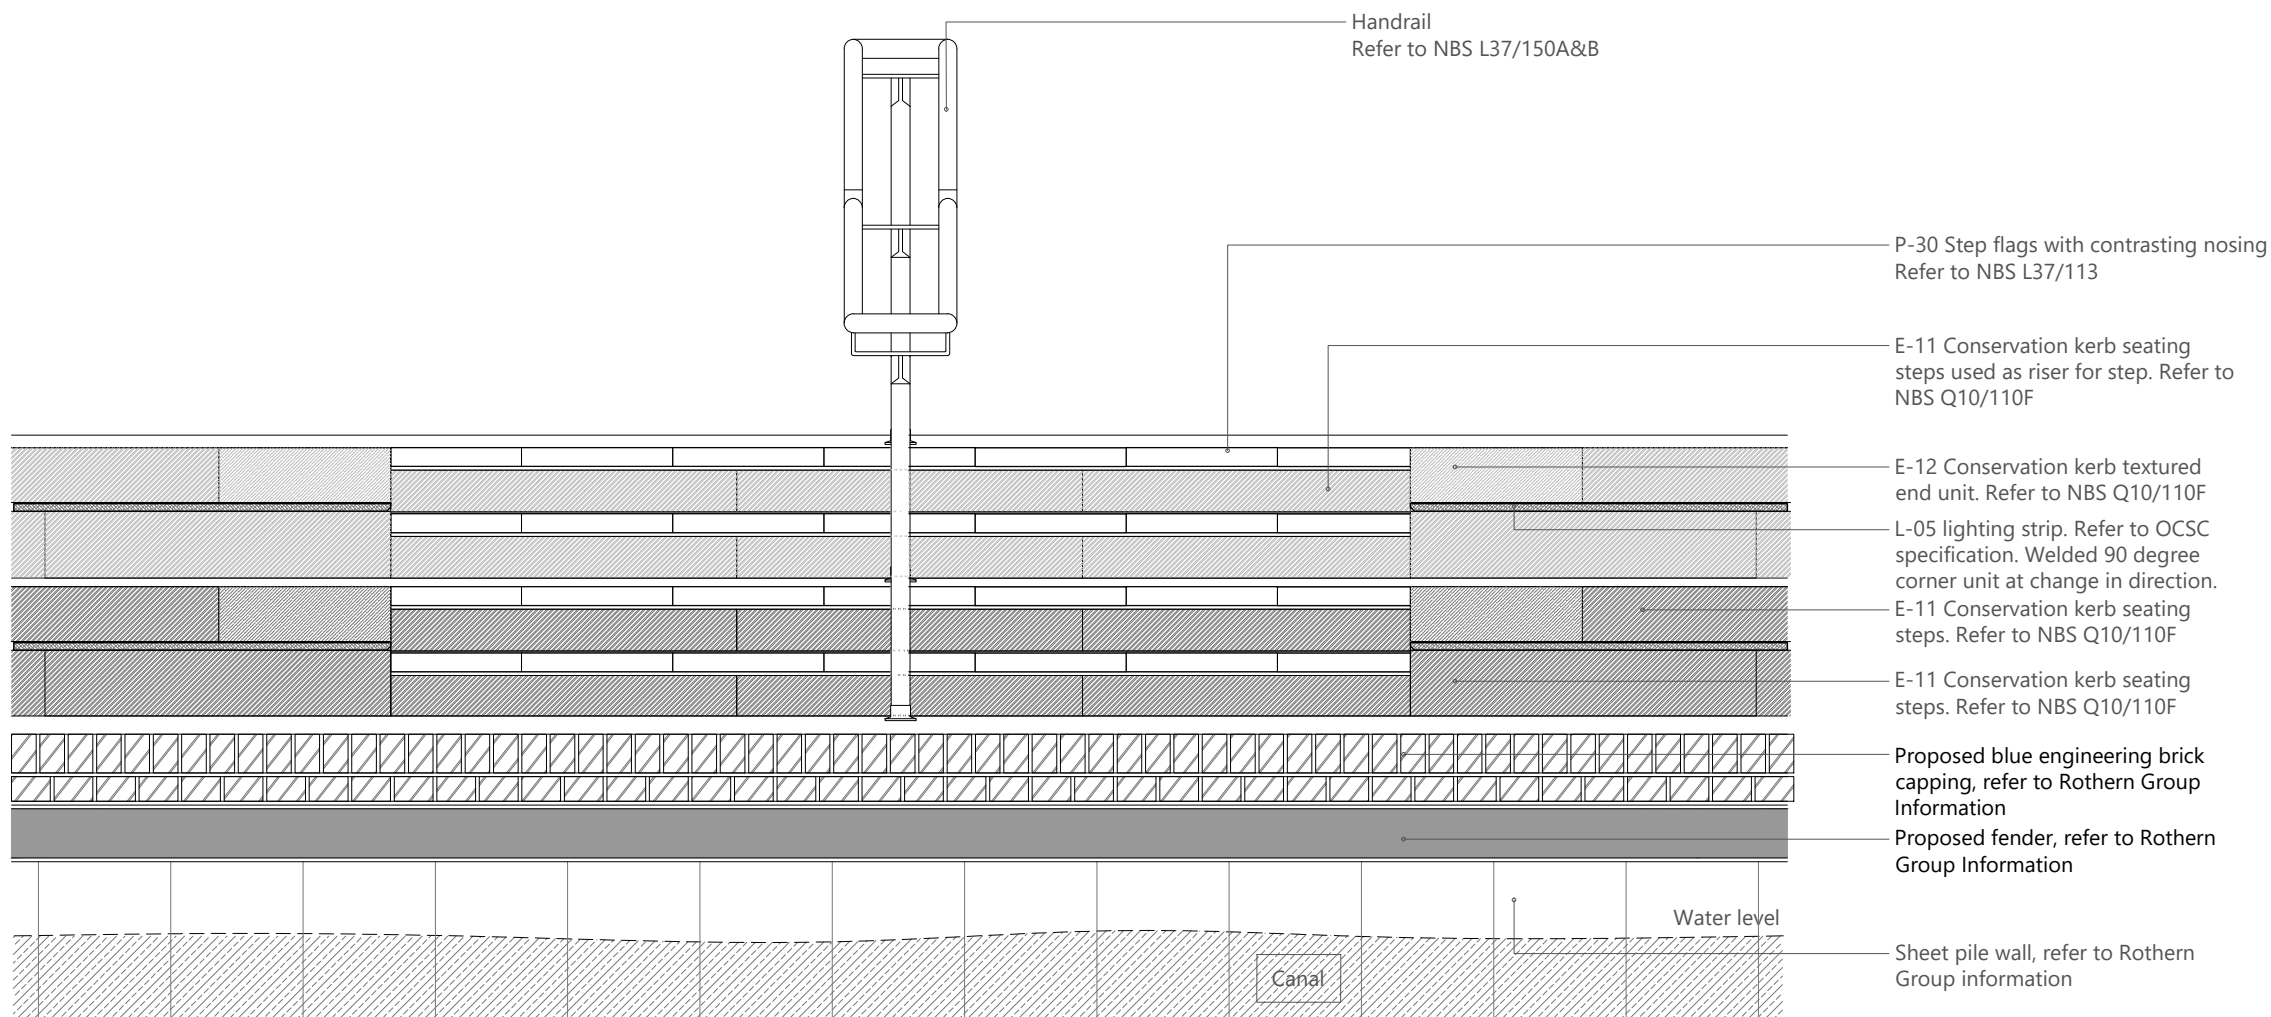 Handrail
Refer to NBS L37/150A&B
P-30 Step flags with contrasting nosing
Refer to NBS L37/113
E-11 Conservation kerb seating
steps used as riser for step. Refer to
NBS Q10/110F
E-12 Conservation kerb textured
end unit. Refer to NBS Q10/110F
L-05 lighting strip. Refer to OCSC
specification. Welded 90 degree
corner unit at change in direction.
E-11 Conservation kerb seating
steps. Refer to NBS Q10/110F
E-11 Conservation kerb seating
steps. Refer to NBS Q10/110F
Proposed blue engineering brick
capping, refer to Rothern Group
Information
Proposed fender, refer to Rothern
Group Information
Water level
Sheet pile wall, refer to Rothern
Group information
Canal